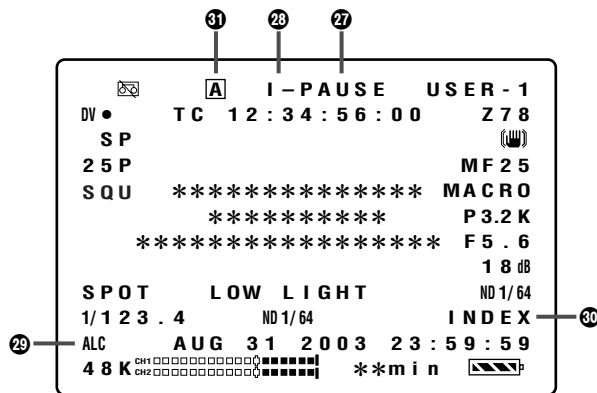 ㉛ ㉘ ㉗
A I–PAUSE USER-1
DV ● TC 12:34:56:00 Z78
SP
25P MF25
SQU ************** MACRO
********** P3.2K
***************** F5.6
18dB
SPOT LOW LIGHT ND1/64
1/123.4 ND1/64 INDEX ㉚
㉙ ALC AUG 31 2003 23:59:59
48K CH1 CH2 **min